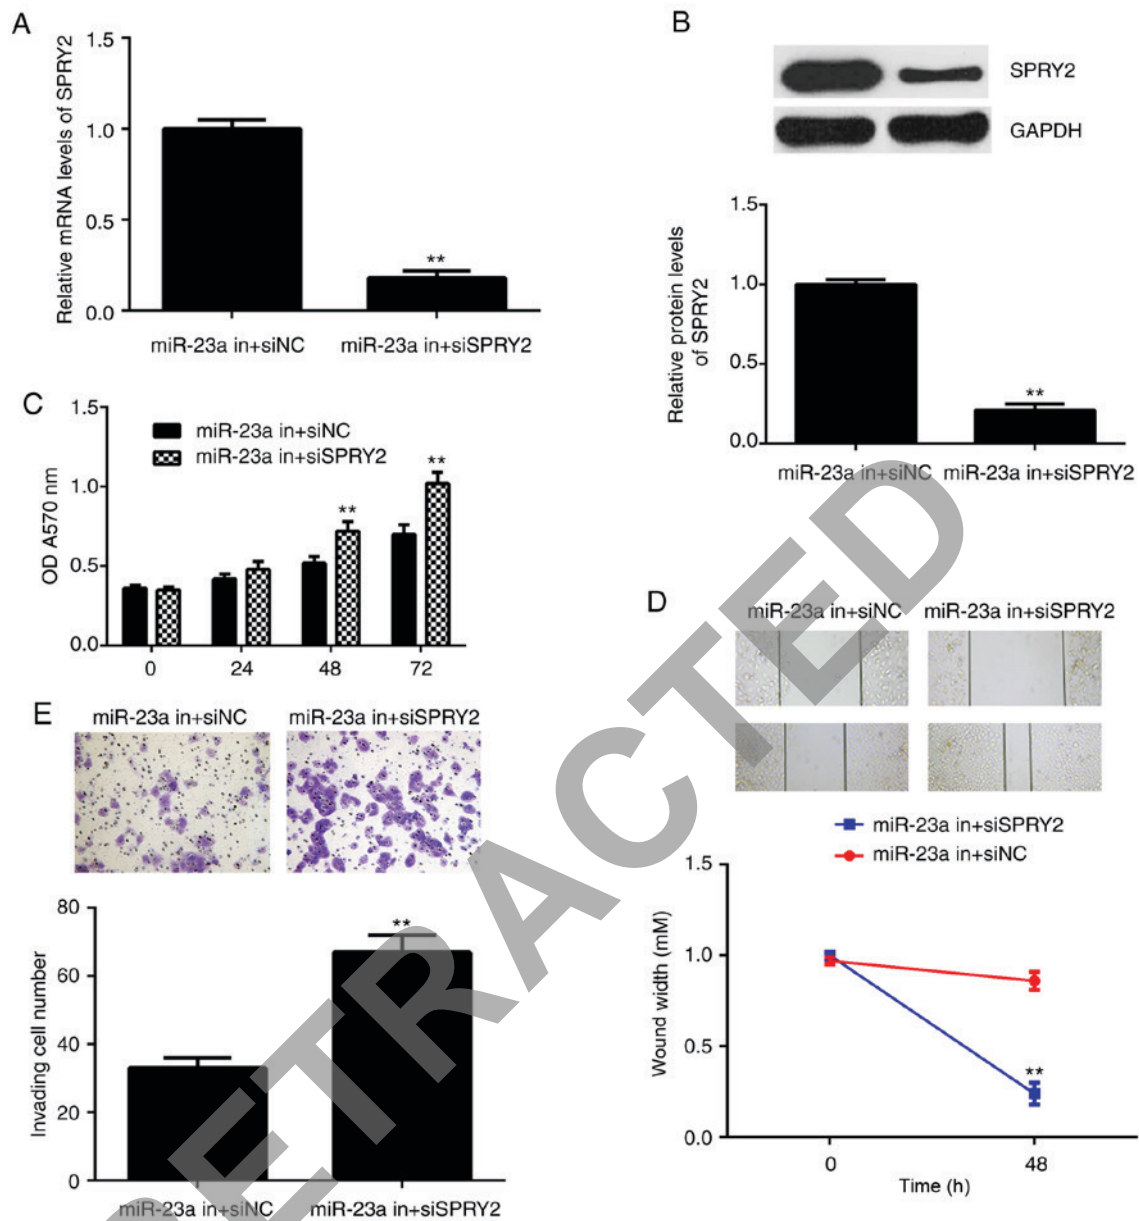 A
Relative mRNA levels of SPRY2
1.5
1.0
0.5
0.0
**
miR-23a in+siNC
miR-23a in+siSPRY2
B
SPRY2
GAPDH
Relative protein levels
of SPRY2
1.5
1.0
0.5
0.0
**
miR-23a in+siNC
miR-23a in+siSPRY2
C
OD A570 nm
1.5
1.0
0.5
0.0
miR-23a in+siNC
miR-23a in+siSPRY2
**
**
0
24
48
72
D
miR-23a in+siNC
miR-23a in+siSPRY2
miR-23a in+siSPRY2
miR-23a in+siNC
Wound width (mM)
1.5
1.0
0.5
0.0
**
0
48
Time (h)
E
miR-23a in+siNC
miR-23a in+siSPRY2
Invading cell number
80
60
40
20
0
**
miR-23a in+siNC
miR-23a in+siSPRY2
RETRACTED